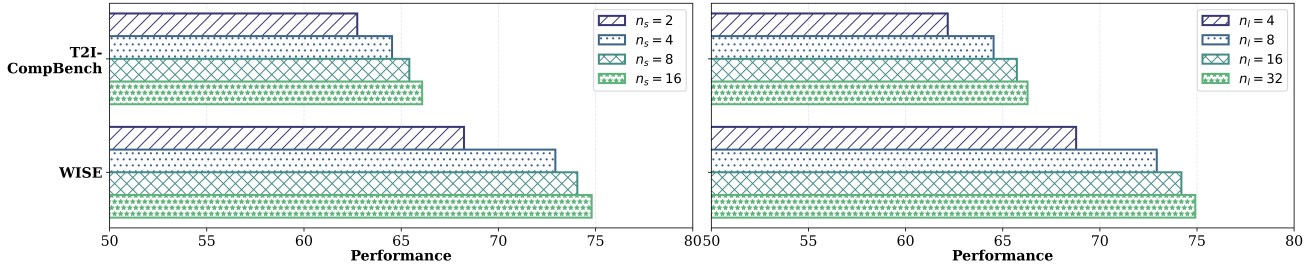 T2I-
CompBench
WISE
n_s = 2
n_s = 4
n_s = 8
n_s = 16
50 55 60 65 70 75 80
Performance
n_l = 4
n_l = 8
n_l = 16
n_l = 32
50 55 60 65 70 75 80
Performance